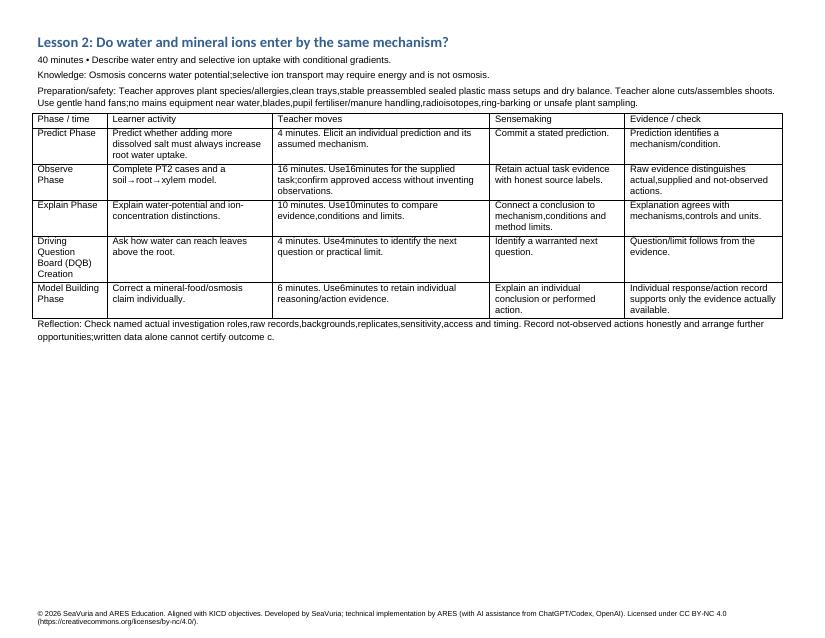 Lesson 2: Do water and mineral ions enter by the same mechanism?
40 minutes • Describe water entry and selective ion uptake with conditional gradients.
Knowledge: Osmosis concerns water potential;selective ion transport may require energy and is not osmosis.
Preparation/safety: Teacher approves plant species/allergies,clean trays,stable preassembled sealed plastic mass setups and dry balance. Teacher alone cuts/assembles shoots.
Use gentle hand fans;no mains equipment near water,blades,pupil fertiliser/manure handling,radioisotopes,ring-barking or unsafe plant sampling.
Phase / time
Learner activity
Teacher moves
Sensemaking
Evidence / check
Predict Phase
Predict whether adding more
dissolved salt must always increase
root water uptake.
4 minutes. Elicit an individual prediction and its
assumed mechanism.
Commit a stated prediction.
Prediction identifies a
mechanism/condition.
Observe
Phase
Complete PT2 cases and a
soil→root→xylem model.
16 minutes. Use16minutes for the supplied
task;confirm approved access without inventing
observations.
Retain actual task evidence
with honest source labels.
Raw evidence distinguishes
actual,supplied and not-observed
actions.
Explain Phase
Explain water-potential and ion-
concentration distinctions.
10 minutes. Use10minutes to compare
evidence,conditions and limits.
Connect a conclusion to
mechanism,conditions and
method limits.
Explanation agrees with
mechanisms,controls and units.
Driving
Question
Board (DQB)
Creation
Ask how water can reach leaves
above the root.
4 minutes. Use4minutes to identify the next
question or practical limit.
Identify a warranted next
question.
Question/limit follows from the
evidence.
Model Building
Phase
Correct a mineral-food/osmosis
claim individually.
6 minutes. Use6minutes to retain individual
reasoning/action evidence.
Explain an individual
conclusion or performed
action.
Individual response/action record
supports only the evidence actually
available.
Reflection: Check named actual investigation roles,raw records,backgrounds,replicates,sensitivity,access and timing. Record not-observed actions honestly and arrange further
opportunities;written data alone cannot certify outcome c.
© 2026 SeaVuria and ARES Education. Aligned with KICD objectives. Developed by SeaVuria; technical implementation by ARES (with AI assistance from ChatGPT/Codex, OpenAI). Licensed under CC BY-NC 4.0
(https://creativecommons.org/licenses/by-nc/4.0/).